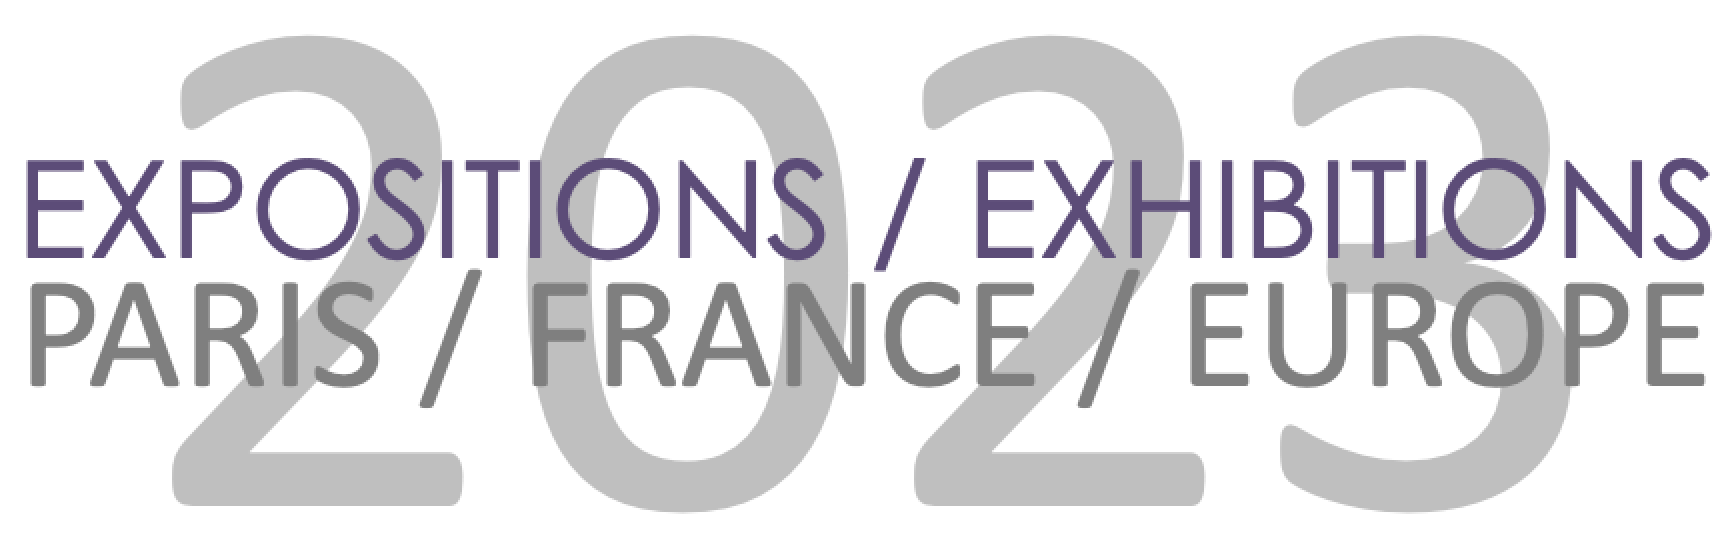 2023
EXPOSITIONS / EXHIBITIONS
PARIS / FRANCE / EUROPE